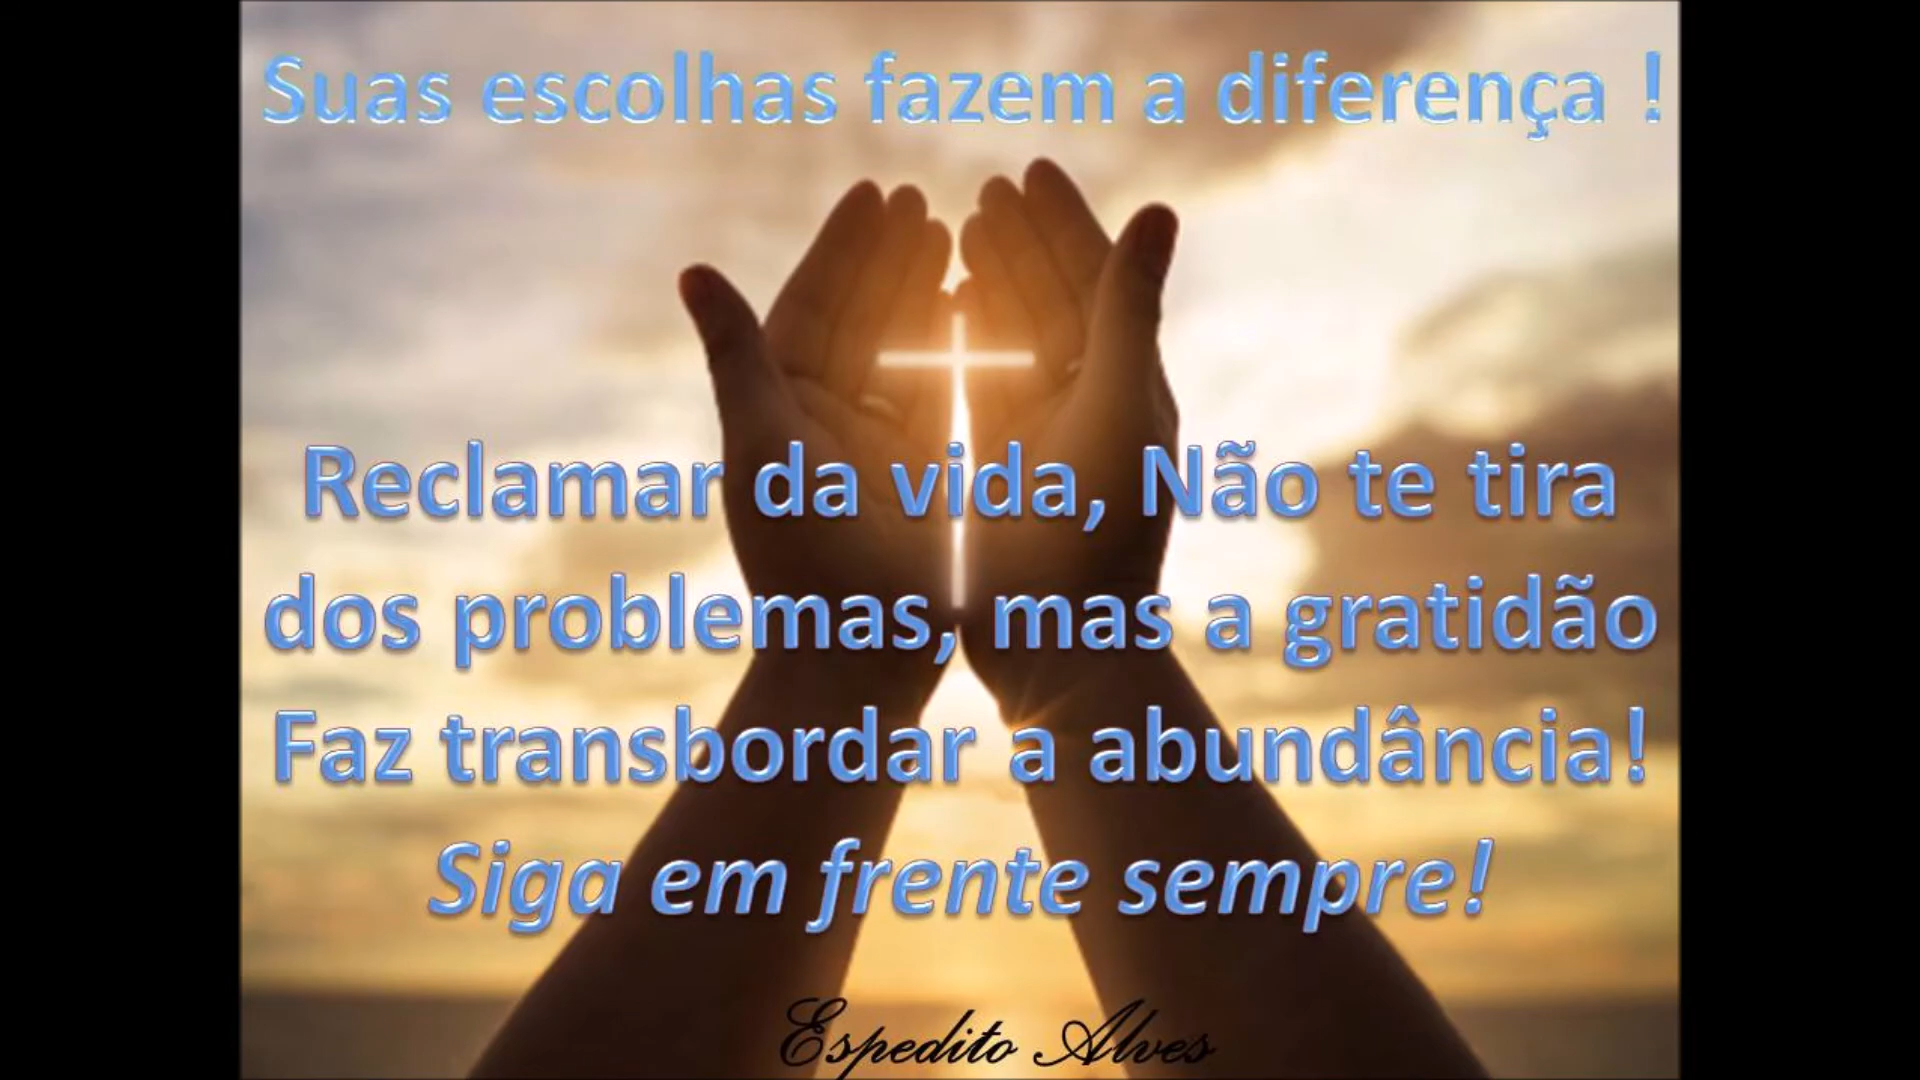 Suas escolhas fazem a diferença !
Reclamar da vida, Não te tira
dos problemas, mas a gratidão
Faz transbordar a abundância!
Siga em frente sempre!
Espedito Alves